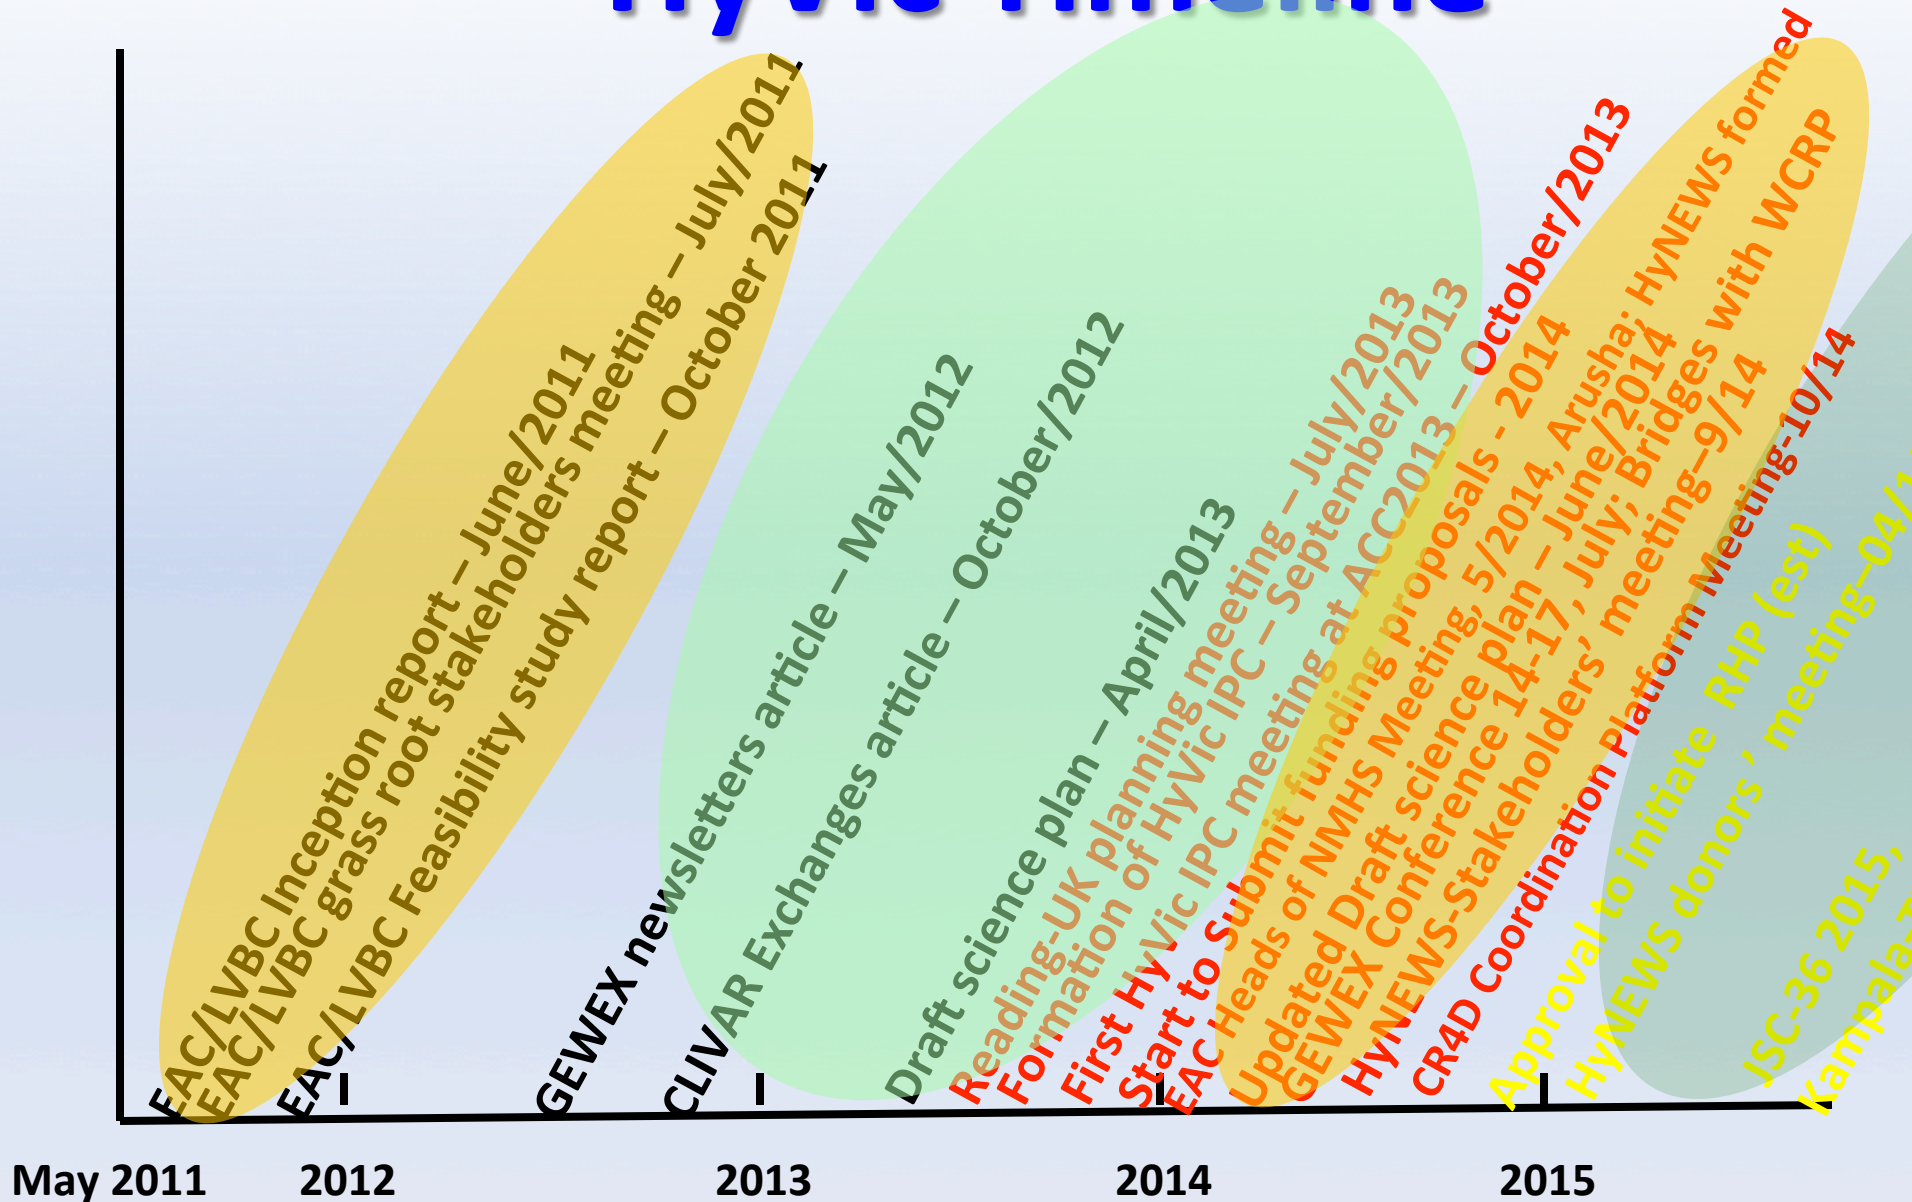 HyVic Timeline
EAC/LVBC Inception report – June/2011
EAC/LVBC grass root stakeholders meeting – July/2011
EAC/LVBC Feasibility study report – October 2011
GEWEX newsletters article – May/2012
CLIVAR Exchanges article – October/2012
Draft science plan – April/2013
Reading-UK planning meeting – July/2013
Formation of HyVic IPC – September/2013
First HyVic IPC meeting at ACC2013 – October/2013
Start to Submit funding proposals - 2014
EAC Heads of NMHS Meeting, 5/2014, Arusha; HyNEWS formed
Updated Draft science plan – June/2014
GEWEX Conference 14-17, July; Bridges with WCRP
HyNEWS-Stakeholders’ meeting–9/14
CR4D Coordination Platform Meeting-10/14
Approval to initiate RHP (est)
HyNEWS donors’ meeting–04/1
JSC-36 2015,
Kampala-
May 2011
2012
2013
2014
2015